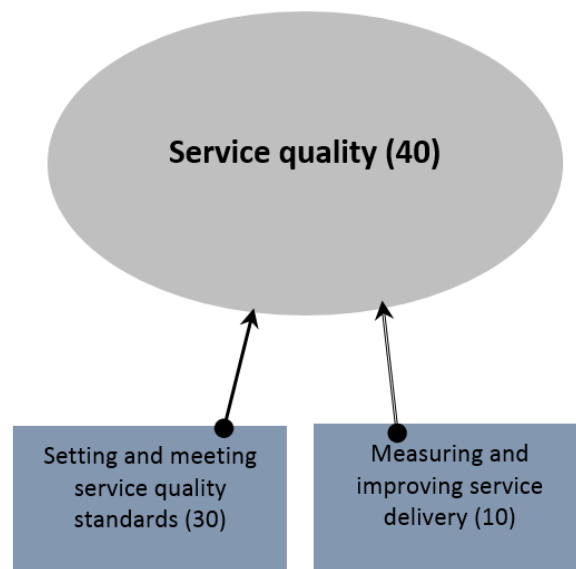 Service quality (40)
Setting and meeting
service quality
standards (30)
Measuring and
improving service
delivery (10)